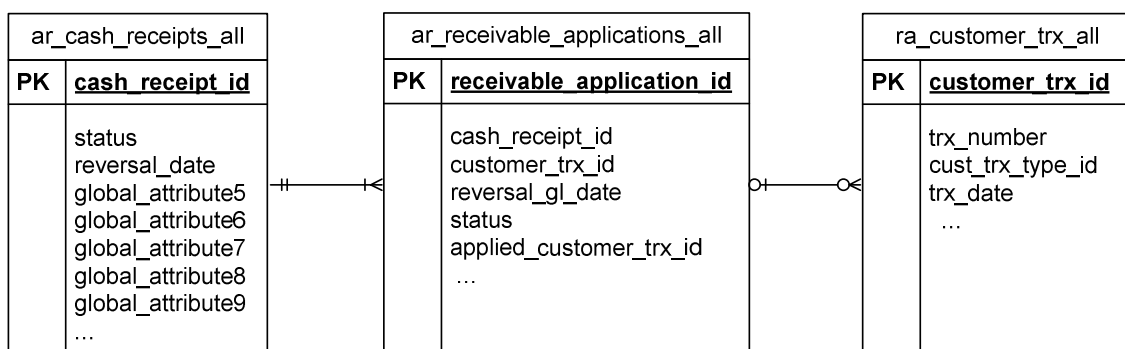 ar_cash_receipts_all
PK cash_receipt_id
status
reversal_date
global_attribute5
global_attribute6
global_attribute7
global_attribute8
global_attribute9
...
ar_receivable_applications_all
PK receivable_application_id
cash_receipt_id
customer_trx_id
reversal_gl_date
status
applied_customer_trx_id
...
ra_customer_trx_all
PK customer_trx_id
trx_number
cust_trx_type_id
trx_date
...